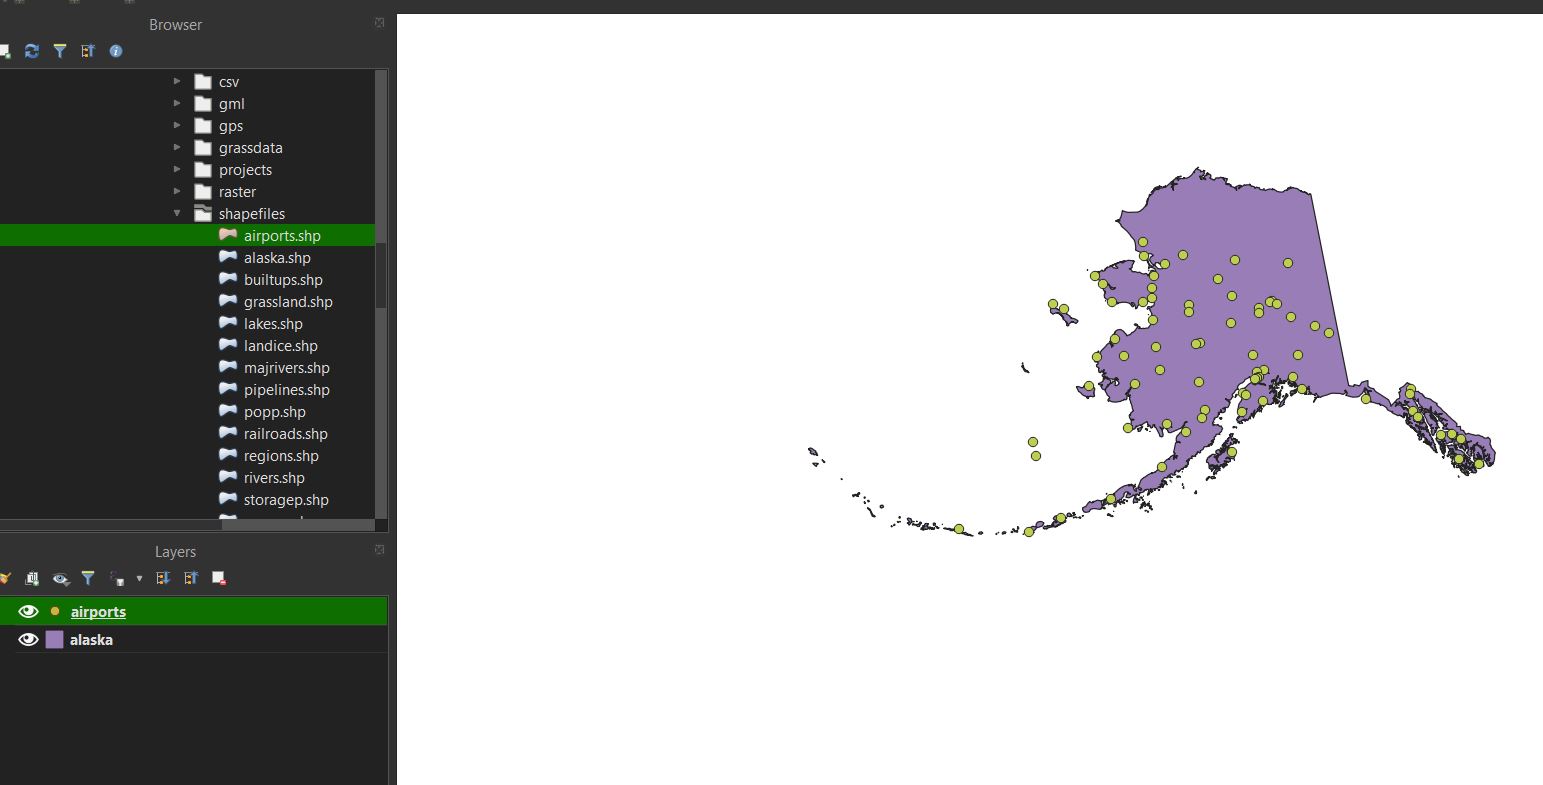 Browser
csv
gml
gps
grassdata
projects
raster
shapefiles
airports.shp
alaska.shp
builtups.shp
grassland.shp
lakes.shp
landice.shp
majrivers.shp
pipelines.shp
popp.shp
railroads.shp
regions.shp
rivers.shp
storagep.shp
Layers
airports
alaska